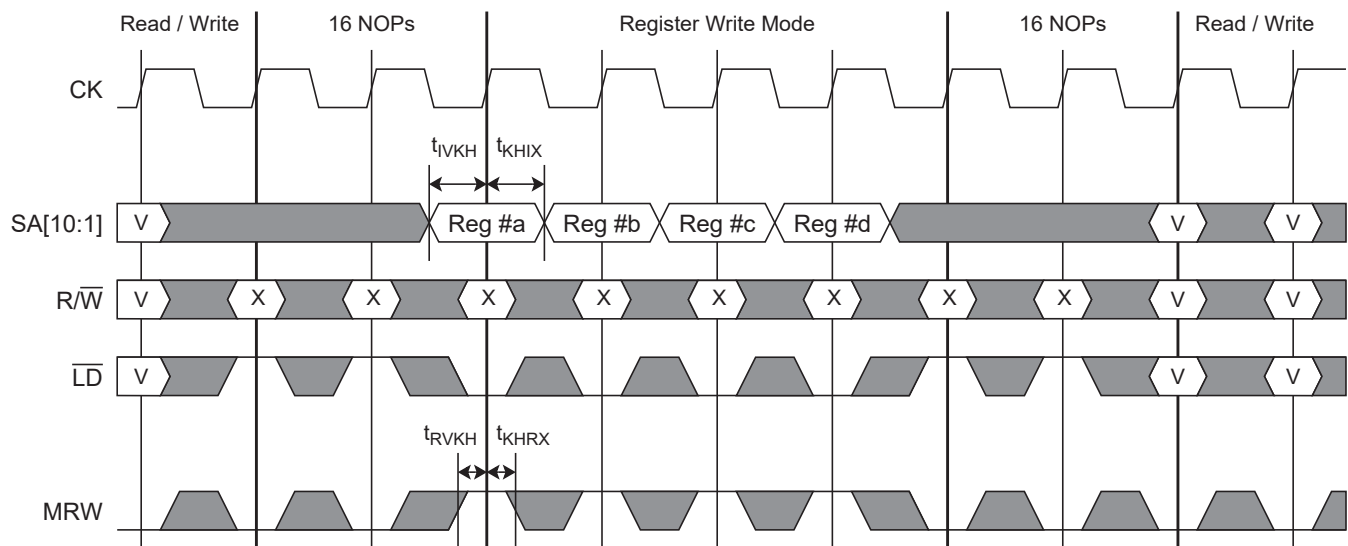 Read / Write 16 NOPs Register Write Mode 16 NOPs Read / Write
CK
tIVKH tKHIX
SA[10:1] V Reg #a Reg #b Reg #c Reg #d V V
R/W̅ V X X X X X X X X V V
L̅D̅ V V V
tRVKH tKHRX
MRW